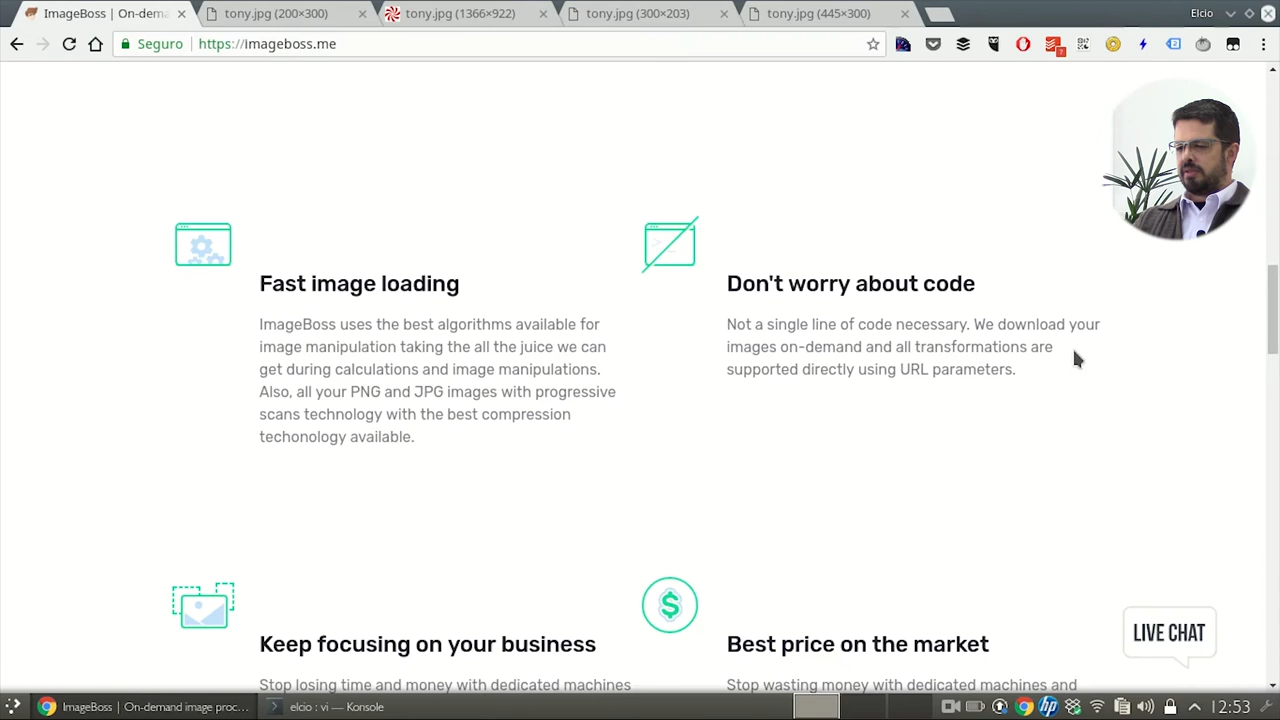 ImageBoss | On-dema
tony.jpg (200×300)
tony.jpg (1366×922)
tony.jpg (300×203)
tony.jpg (445×300)
Elcio
Seguro
https://imageboss.me
Fast image loading
ImageBoss uses the best algorithms available for
image manipulation taking the all the juice we can
get during calculations and image manipulations.
Also, all your PNG and JPG images with progressive
scans technology with the best compression
techonology available.
Don't worry about code
Not a single line of code necessary. We download your
images on-demand and all transformations are
supported directly using URL parameters.
Keep focusing on your business
Stop losing time and money with dedicated machines
Best price on the market
Stop wasting money with dedicated machines and
LIVE CHAT
ImageBoss | On-demand image proc...
elcio : vi — Konsole
12:53